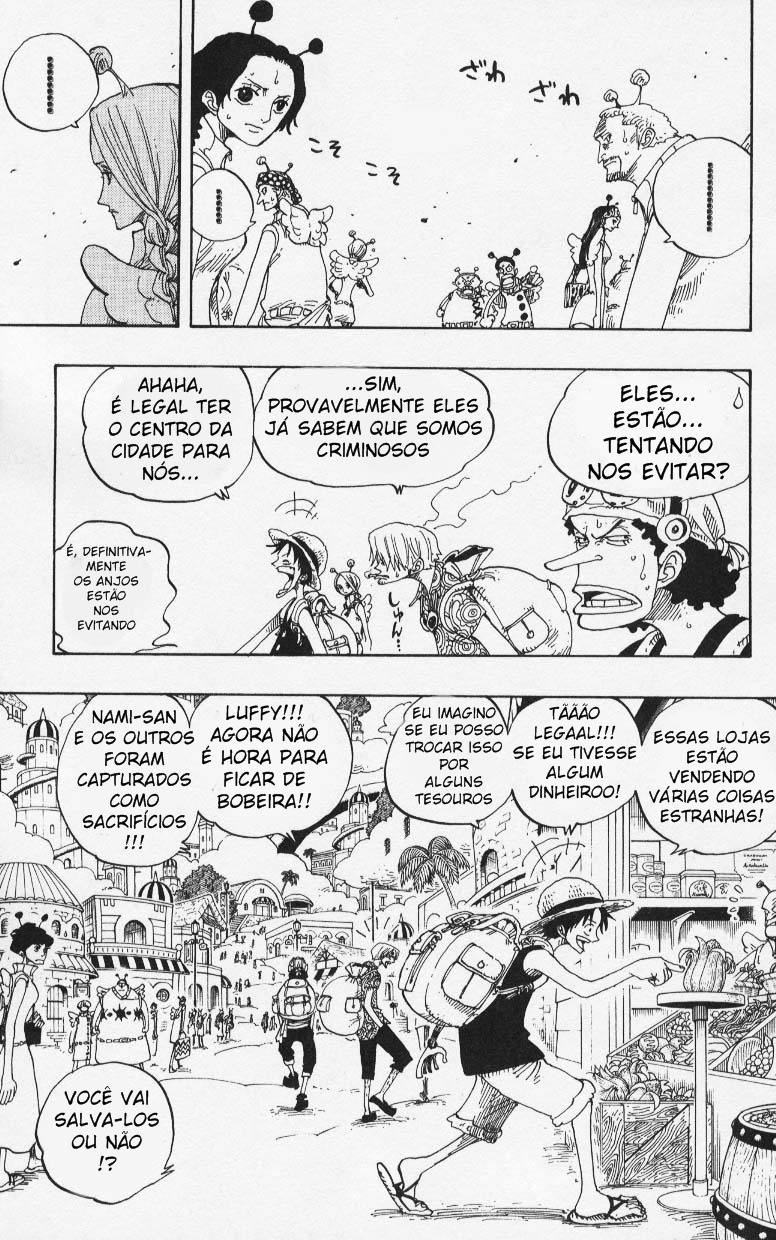 ざわ
ざわ
こそ
こそ
ELES...
ESTÃO...
TENTANDO
NOS EVITAR?
...SIM,
PROVAVELMENTE ELES
JÁ SABEM QUE SOMOS
CRIMINOSOS
AHAHA,
É LEGAL TER
O CENTRO DA
CIDADE PARA
NÓS...
しゅん...
É, DEFINITIVA-
MENTE
OS ANJOS
ESTÃO
NOS
EVITANDO
ESSAS LOJAS
ESTÃO
VENDENDO
VÁRIAS COISAS
ESTRANHAS!
TÃÃÃO
LEGAAL!!!
SE EU TIVESSE
ALGUM
DINHEIROO!
EU IMAGINO
SE EU POSSO
TROCAR ISSO
POR
ALGUNS
TESOUROS
LUFFY!!!
AGORA NÃO
É HORA PARA
FICAR DE
BOBEIRA!!
NAMI-SAN
E OS OUTROS
FORAM
CAPTURADOS
COMO
SACRIFÍCIOS
!!!
VOCÊ VAI
SALVA-LOS
OU NÃO
!?